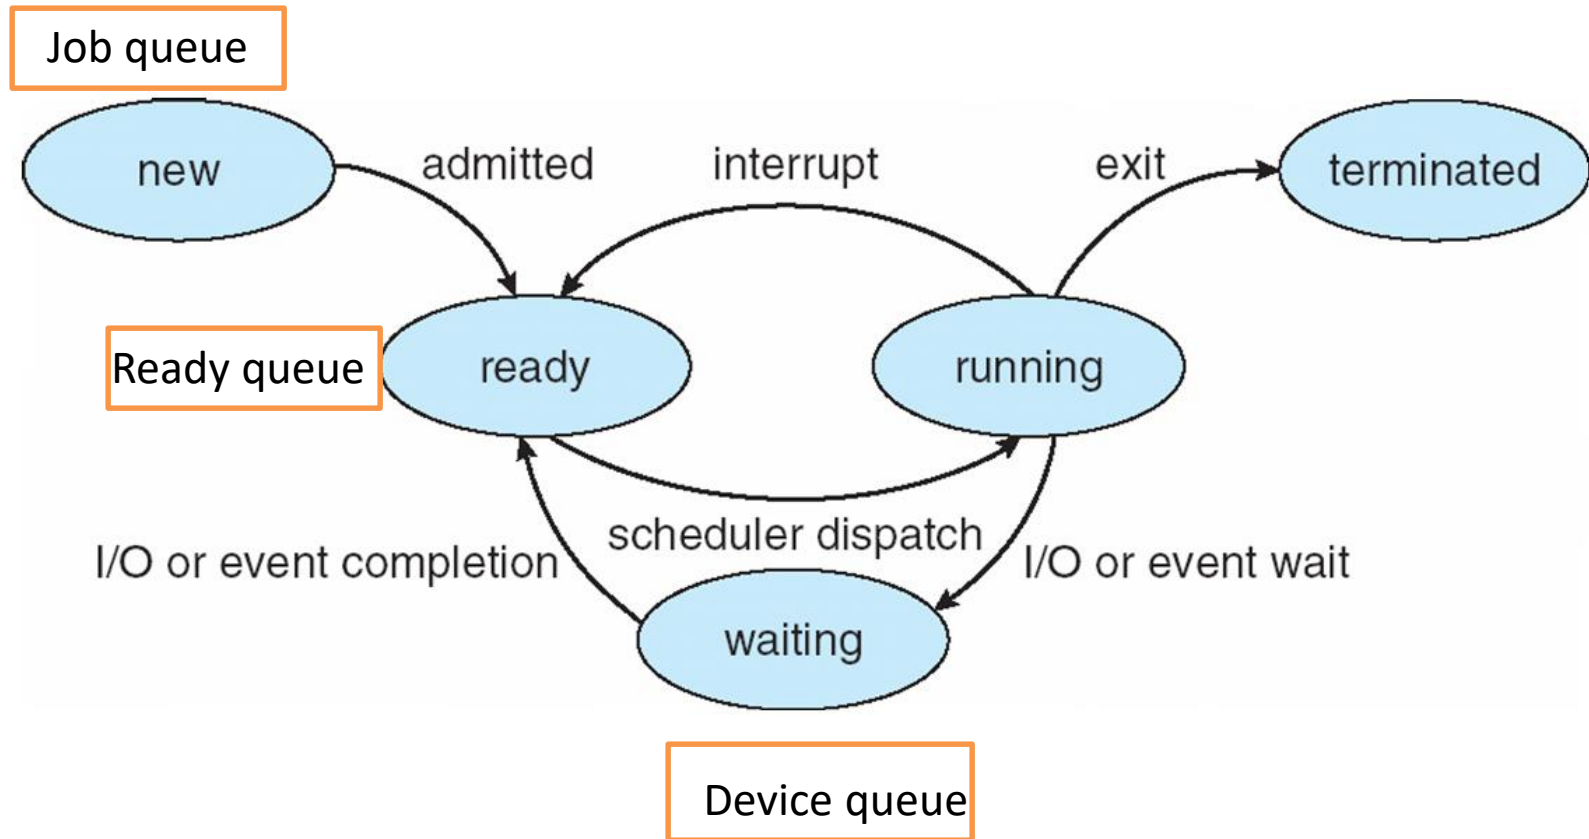 Job queue
new
admitted
interrupt
exit
terminated
Ready queue
ready
running
scheduler dispatch
I/O or event completion
I/O or event wait
waiting
Device queue